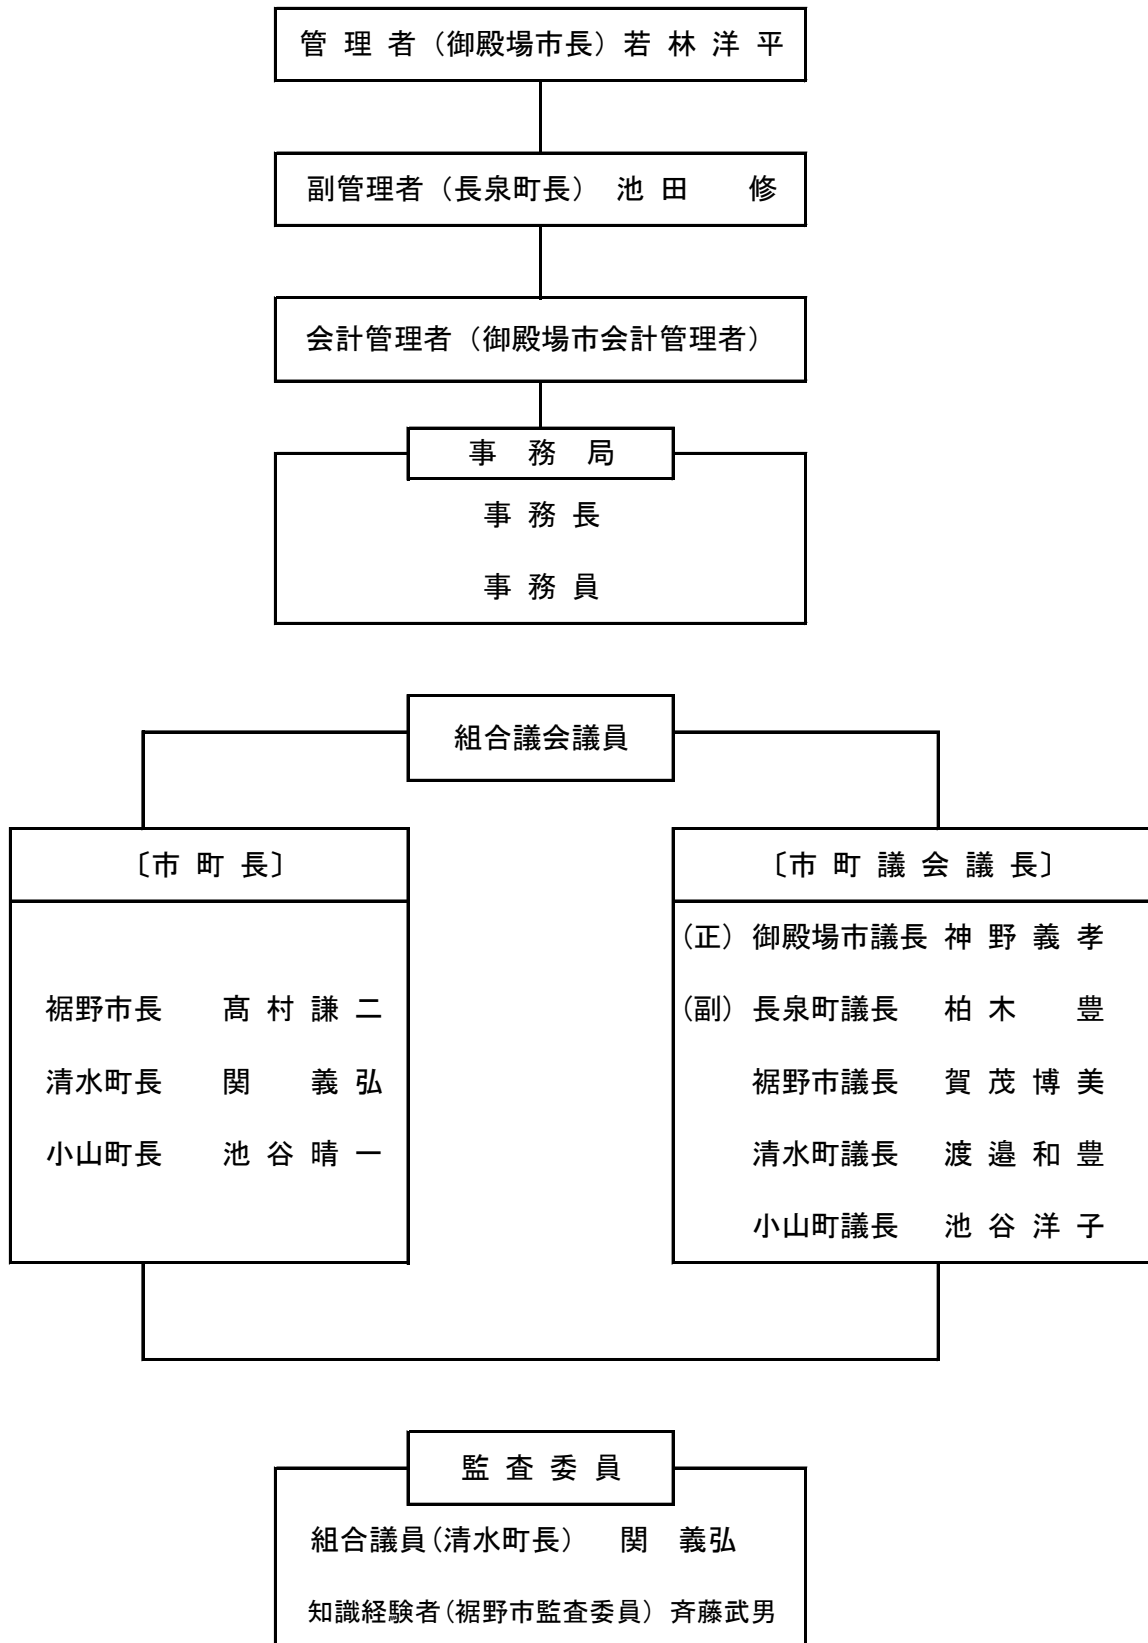 管理者（御殿場市長）若林洋平
副管理者（長泉町長） 池田 修
会計管理者（御殿場市会計管理者）
事務局
事務長
事務員
組合議会議員
〔市町長〕
裾野市長 髙村謙二
清水町長 関 義弘
小山町長 池谷晴一
〔市町議会議長〕
（正）御殿場市議長 神野義孝
（副）長泉町議長 柏木 豊
裾野市議長 賀茂博美
清水町議長 渡邉和豊
小山町議長 池谷洋子
監査委員
組合議員（清水町長） 関 義弘
知識経験者（裾野市監査委員）斉藤武男